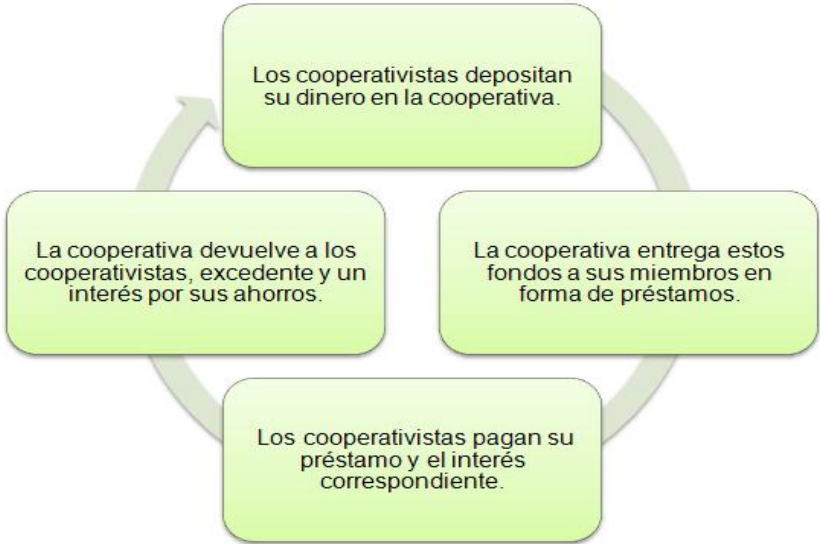 Los cooperativistas depositan
su dinero en la cooperativa.
La cooperativa entrega estos
fondos a sus miembros en
forma de préstamos.
Los cooperativistas pagan su
préstamo y el interés
correspondiente.
La cooperativa devuelve a los
cooperativistas, excedente y un
interés por sus ahorros.